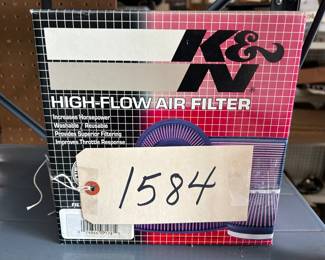 K&N
HIGH-FLOW AIR FILTER
Increases Horsepower
Washable / Reusable
Provides Superior Filtering
Improves Throttle Response
1584